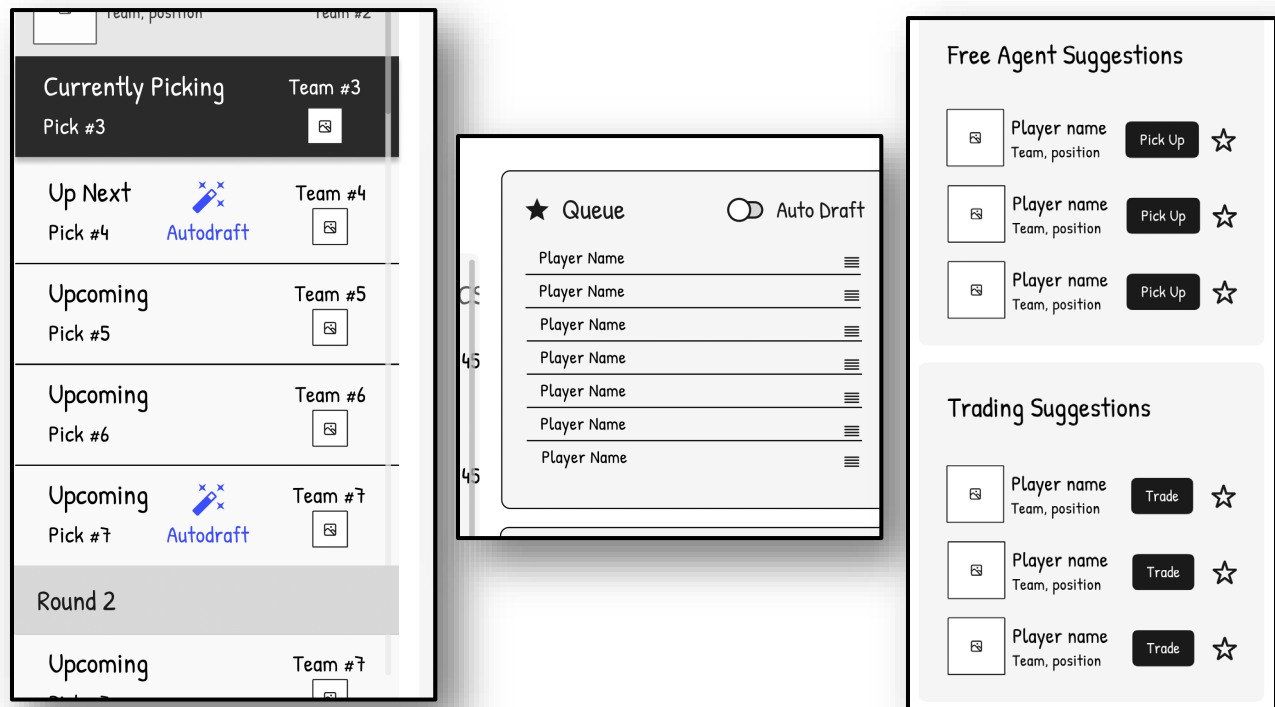 Team, position Team #2
Currently Picking Team #3
Pick #3
Up Next Team #4
Pick #4 Autodraft
Upcoming Team #5
Pick #5
Upcoming Team #6
Pick #6
Upcoming Team #7
Pick #7 Autodraft
Round 2
Upcoming Team #7
Queue Auto Draft
Player Name
Player Name
Player Name
Player Name
Player Name
Player Name
Player Name
45
45
Free Agent Suggestions
Player name
Team, position
Pick Up
Player name
Team, position
Pick Up
Player name
Team, position
Pick Up
Trading Suggestions
Player name
Team, position
Trade
Player name
Team, position
Trade
Player name
Team, position
Trade